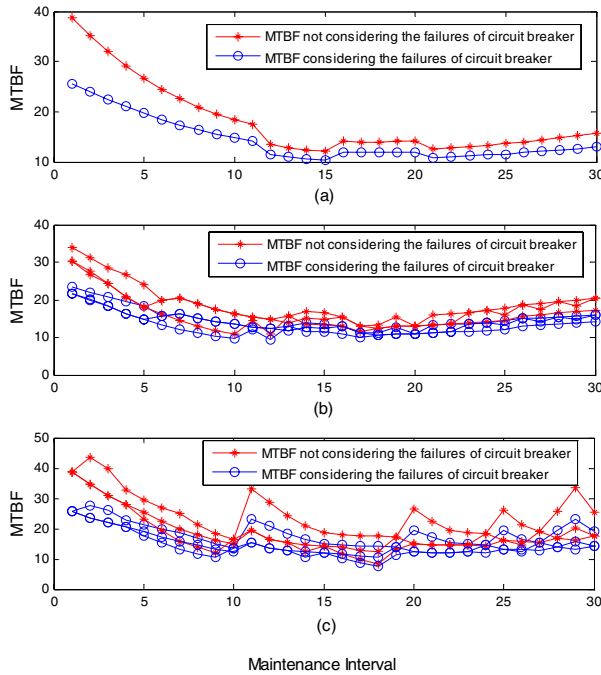 40
30
20
10
MTBF
MTBF not considering the failures of circuit breaker
MTBF considering the failures of circuit breaker
0 5 10 15 20 25 30
(a)
40
30
20
10
0
MTBF
MTBF not considering the failures of circuit breaker
MTBF considering the failures of circuit breaker
0 5 10 15 20 25 30
(b)
50
40
30
20
10
0
MTBF
MTBF not considering the failures of circuit breaker
MTBF considering the failures of circuit breaker
0 5 10 15 20 25 30
(c)
Maintenance Interval